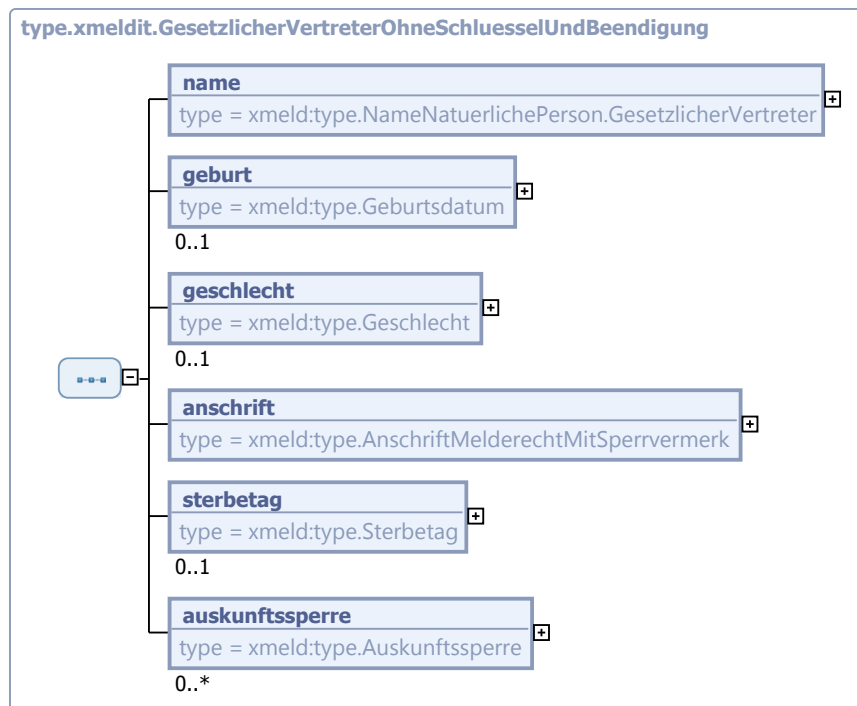 type.xmeldit.GesetzlicherVertreterOhneSchluesselUndBeendigung
name
type = xmeld:type.NameNatuerlichePerson.GesetzlicherVertreter
geburt
type = xmeld:type.Geburtsdatum
0..1
geschlecht
type = xmeld:type.Geschlecht
0..1
anschrift
type = xmeld:type.AnschriftMelderechtMitSperrvermerk
sterbetag
type = xmeld:type.Sterbetag
0..1
auskunftssperre
type = xmeld:type.Auskunftssperre
0..*